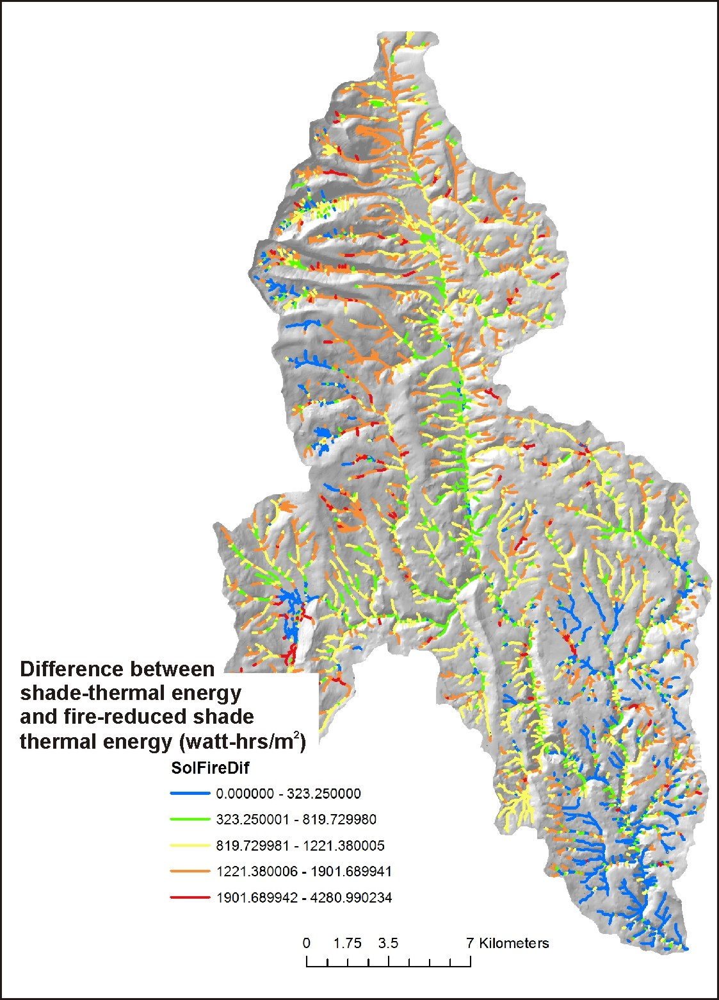 Difference between
shade-thermal energy
and fire-reduced shade
thermal energy (watt-hrs/m²)
SolFireDif
0.000000 - 323.250000
323.250001 - 819.729980
819.729981 - 1221.380005
1221.380006 - 1901.689941
1901.689942 - 4280.990234
0 1.75 3.5 7 Kilometers